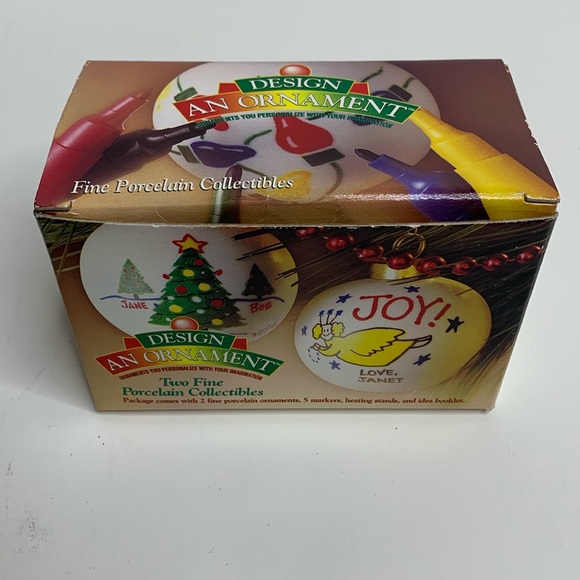 DESIGN
AN ORNAMENT™
ORNAMENTS YOU PERSONALIZE WITH YOUR IMAGINATION
Fine Porcelain Collectibles
JANE
BOB
JOY!
LOVE,
JANET
DESIGN
AN ORNAMENT™
ORNAMENTS YOU PERSONALIZE WITH YOUR IMAGINATION
Two Fine
Porcelain Collectibles
Package comes with 2 fine porcelain ornaments, 5 markers, heating stands, and idea booklet.